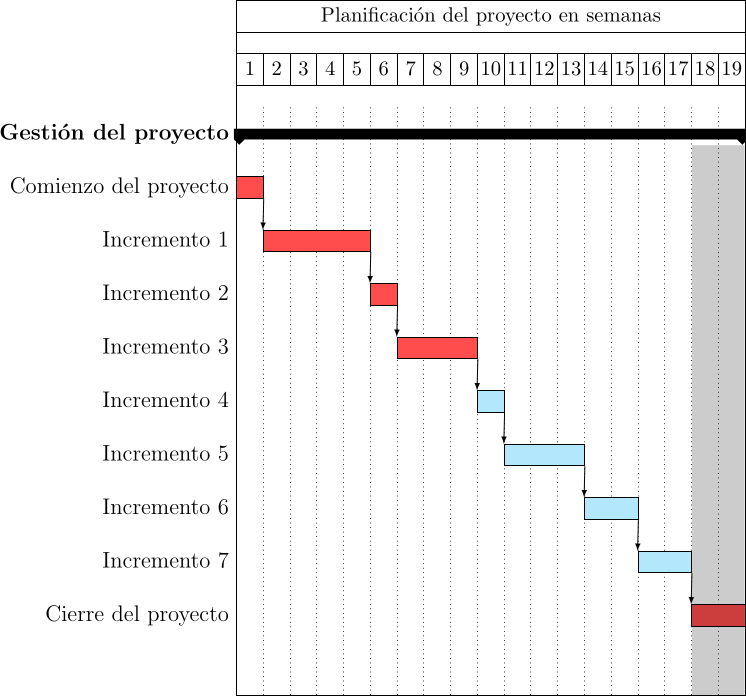 Planificación del proyecto en semanas
1 2 3 4 5 6 7 8 9 10 11 12 13 14 15 16 17 18 19
Gestión del proyecto
Comienzo del proyecto
Incremento 1
Incremento 2
Incremento 3
Incremento 4
Incremento 5
Incremento 6
Incremento 7
Cierre del proyecto